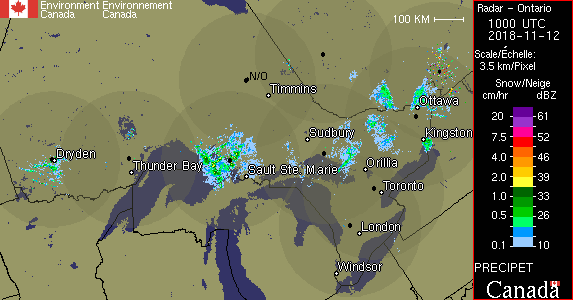 Environment Environnement
Canada Canada
100 KM
N/O
Timmins
Ottawa
Sudbury
Kingston
Dryden
Thunder Bay
Sault Ste. Marie
Orillia
Toronto
London
Windsor
Radar - Ontario
1000 UTC
2018-11-12
Scale/Échelle:
3.5 km/Pixel
Snow/Neige
cm/hr dBZ
20 61
7.5 52
4.0 46
2.0 39
1.0 33
0.5 26
0.1 10
PRECIPET
Canada